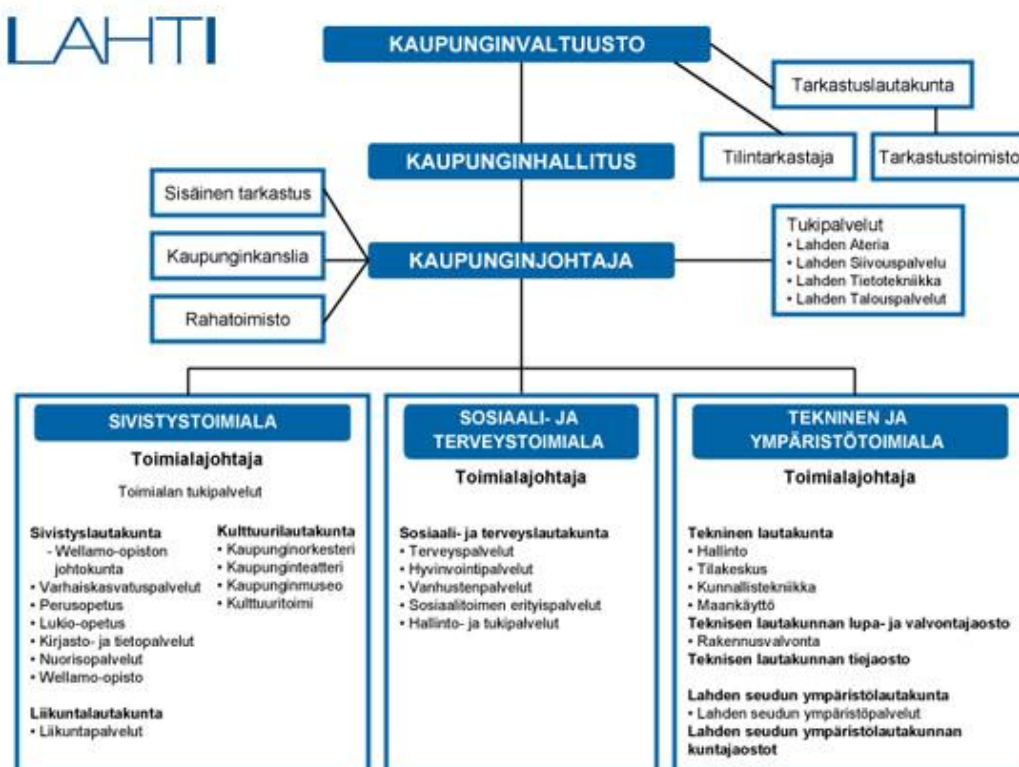 LAHTI
KAUPUNGINVALTUUSTO
Tarkastuslautakunta
KAUPUNGINHALLITUS
Tilintarkastaja
Tarkastustoimisto
Sisäinen tarkastus
Kaupunginkanslia
Rahatoimisto
KAUPUNGINJOHTAJA
Tukipalvelut
• Lahden Ateria
• Lahden Siivouspalvelu
• Lahden Tietotekniikka
• Lahden Talouspalvelut
SIVISTYSTOIMIALA
Toimialajohtaja
Toimialan tukipalvelut
Sivistyslautakunta
- Wellamo-opiston
johtokunta
• Varhaiskasvatuspalvelut
• Perusopetus
• Lukio-opetus
• Kirjasto- ja tietopalvelut
• Nuorisopalvelut
• Wellamo-opisto
Liikuntalautakunta
• Liikuntapalvelut
Kulttuurilautakunta
• Kaupunginorkesteri
• Kaupunginteatteri
• Kaupunginmuseo
• Kulttuuritoimi
SOSIAALI- JA
TERVEYSTOIMIALA
Toimialajohtaja
Sosiaali- ja terveyslautakunta
• Terveyspalvelut
• Hyvinvointipalvelut
• Vanhustenpalvelut
• Sosiaalitoimen erityispalvelut
• Hallinto- ja tukipalvelut
TEKNINEN JA
YMPÄRISTÖTOIMIALA
Toimialajohtaja
Tekninen lautakunta
• Hallinto
• Tilakeskus
• Kunnallistekniikka
• Maankäyttö
Teknisen lautakunnan lupa- ja valvontajaosto
• Rakennusvalvonta
Teknisen lautakunnan tiejaosto
Lahden seudun ympäristölautakunta
• Lahden seudun ympäristöpalvelut
Lahden seudun ympäristölautakunnan
kuntajaostot